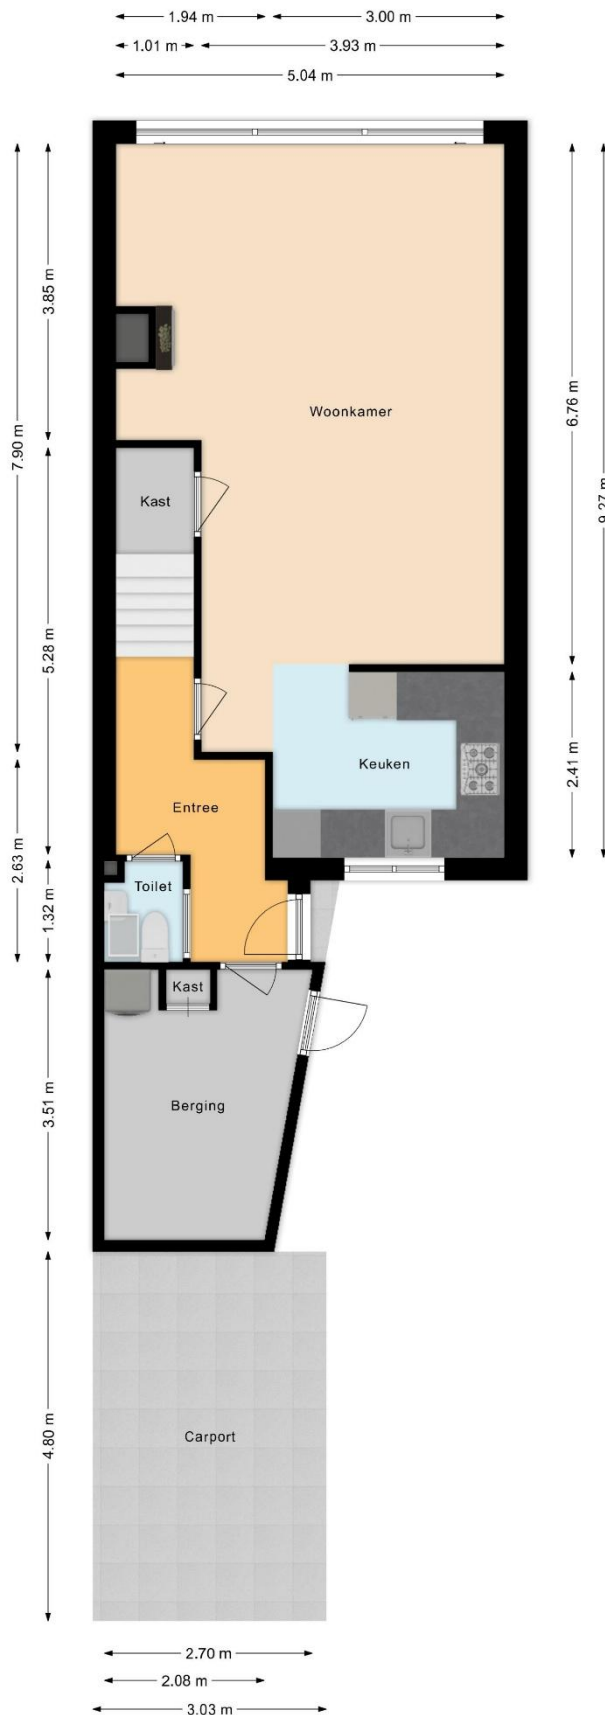 1.94 m
3.00 m
1.01 m
3.93 m
5.04 m
3.85 m
7.90 m
6.76 m
9.27 m
Woonkamer
Kast
5.28 m
2.41 m
Keuken
Entree
2.63 m
Toilet
1.32 m
Kast
Berging
3.51 m
4.80 m
Carport
2.70 m
2.08 m
3.03 m